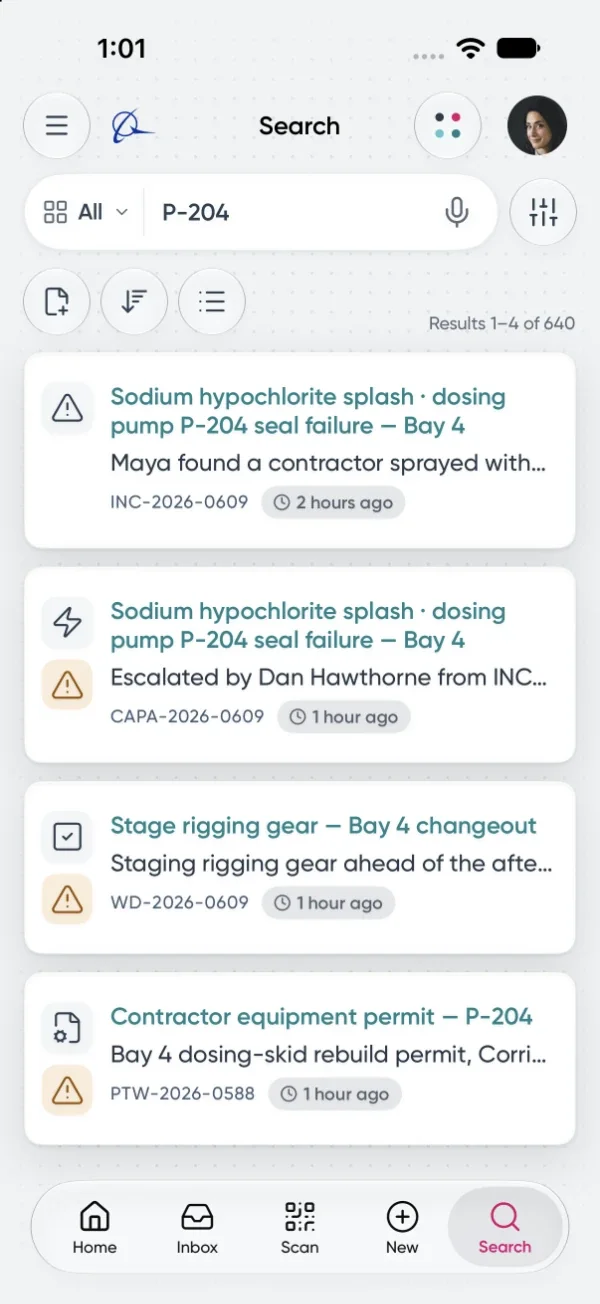 1:01
Search
All
P-204
Results 1–4 of 640
Sodium hypochlorite splash · dosing
pump P-204 seal failure — Bay 4
Maya found a contractor sprayed with...
INC-2026-0609
2 hours ago
Sodium hypochlorite splash · dosing
pump P-204 seal failure — Bay 4
Escalated by Dan Hawthorne from INC...
CAPA-2026-0609
1 hour ago
Stage rigging gear — Bay 4 changeout
Staging rigging gear ahead of the afte...
WD-2026-0609
1 hour ago
Contractor equipment permit — P-204
Bay 4 dosing-skid rebuild permit, Corri...
PTW-2026-0588
1 hour ago
Home
Inbox
Scan
New
Search